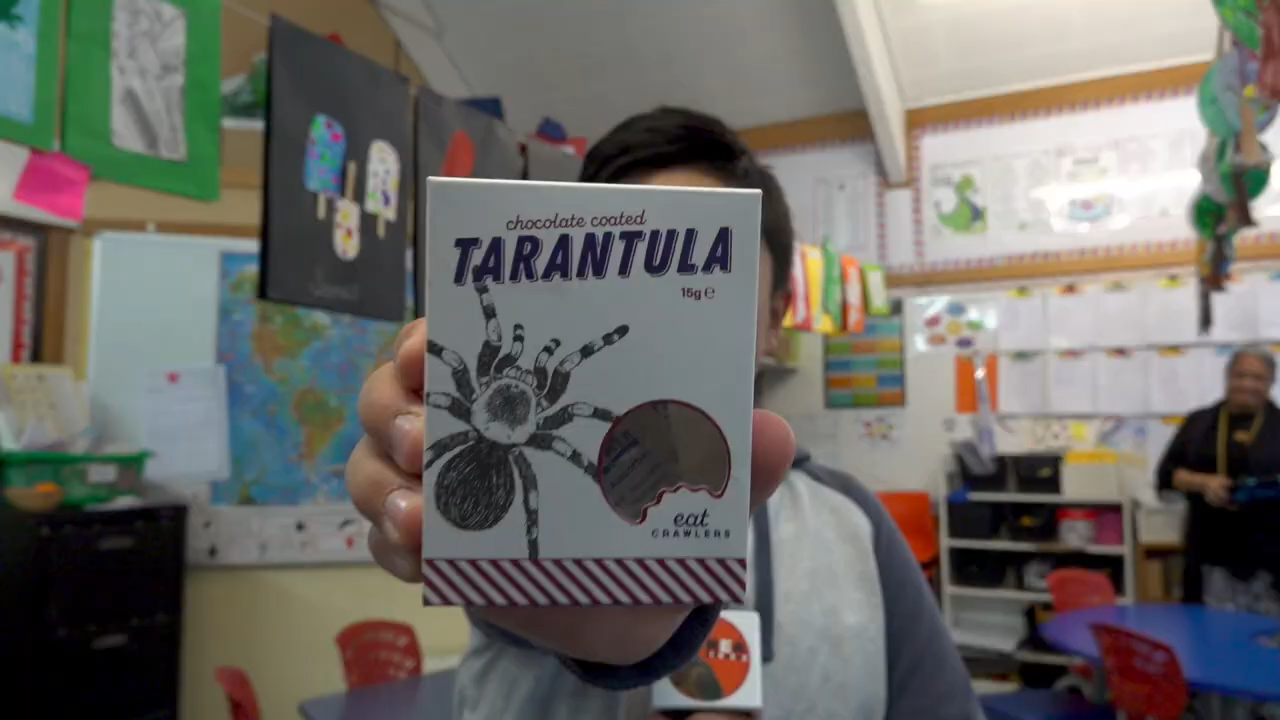 chocolate coated
TARANTULA
15g ℮
eat
CRAWLERS